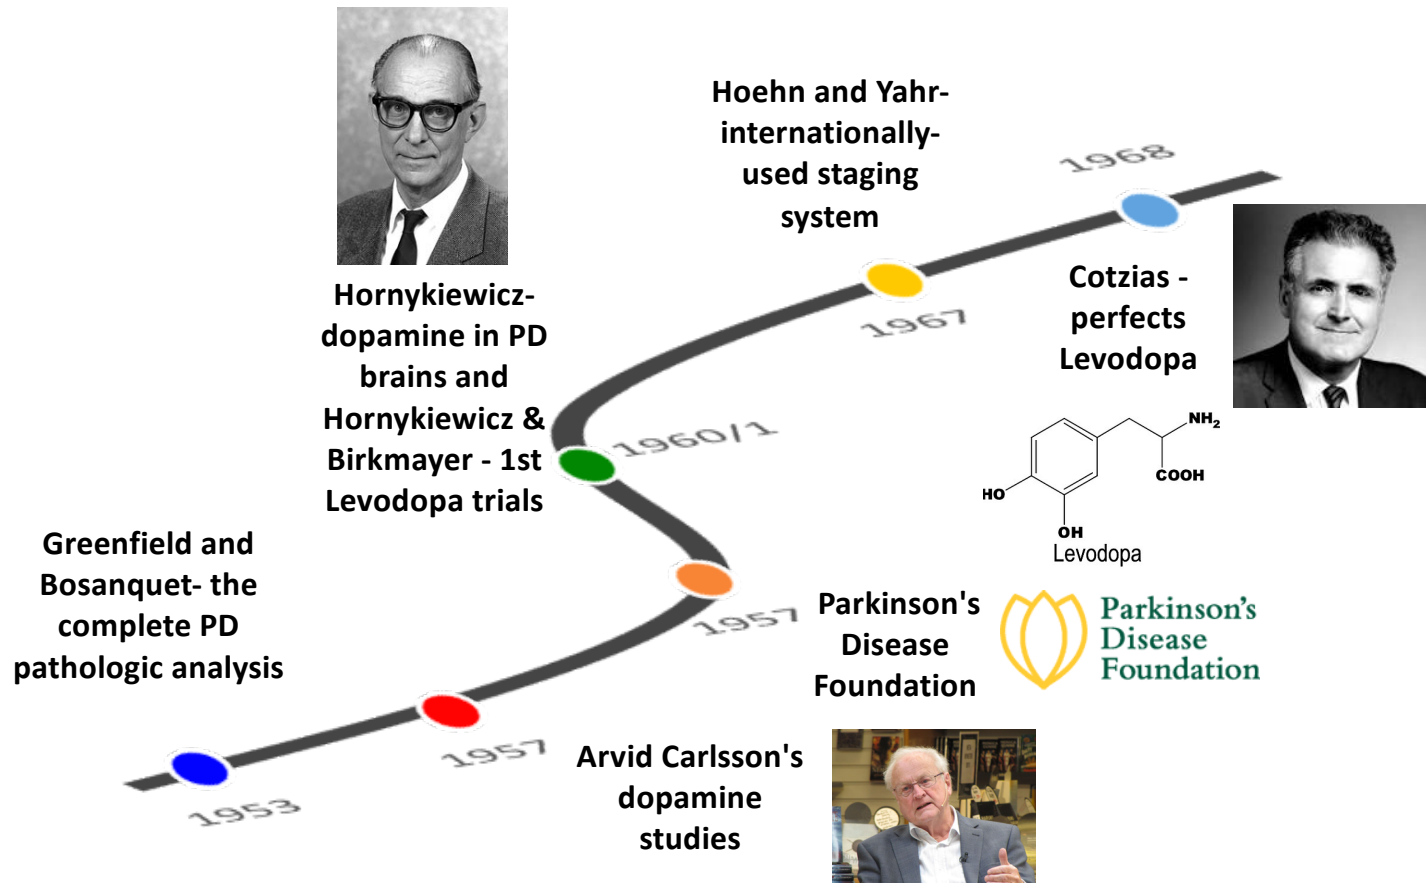 Hoehn and Yahr-
internationally-
used staging
system
1968
Hornykiewicz-
dopamine in PD
brains and
Hornykiewicz &
Birkmayer - 1st
Levodopa trials
1967
Cotzias -
perfects
Levodopa
1960/1
NH2
COOH
HO
OH
Levodopa
Greenfield and
Bosanquet- the
complete PD
pathologic analysis
1957
Parkinson's
Disease
Foundation
Parkinson's
Disease
Foundation
1957
Arvid Carlsson's
dopamine
studies
1953